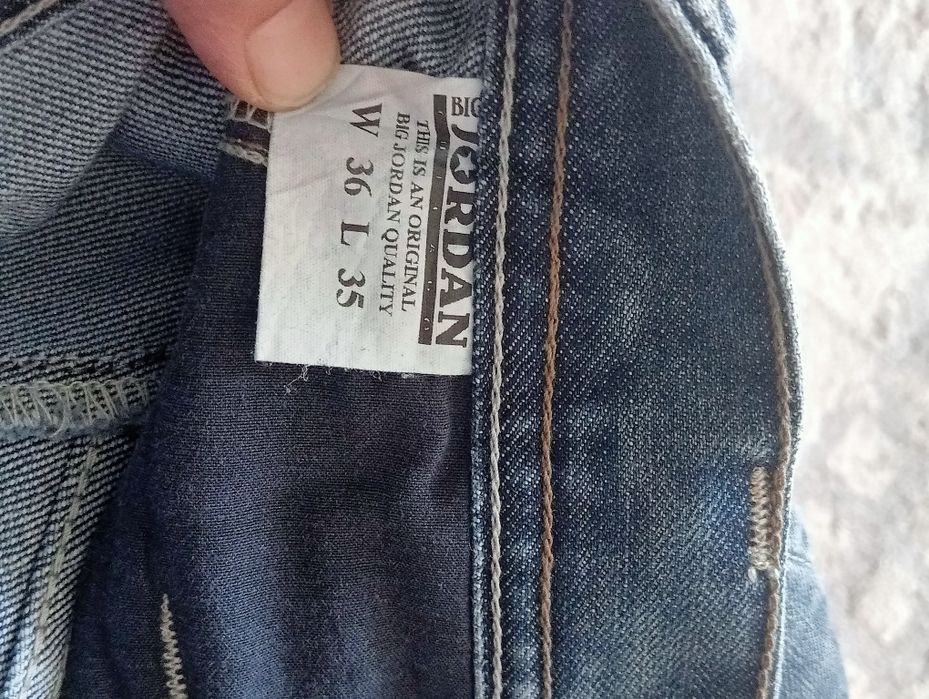 BIG
JORDAN
THIS IS AN ORIGINAL
BIG JORDAN QUALITY
W 36 L 35